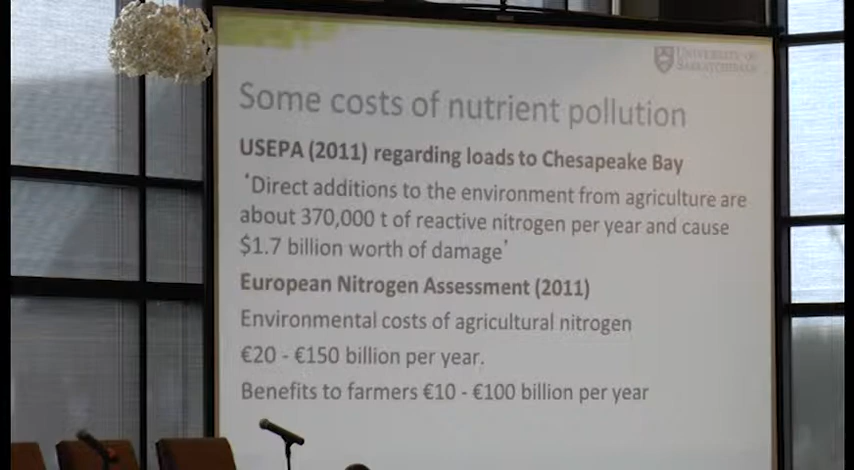 UNIVERSITY OF
SASKATCHEWAN
Some costs of nutrient pollution
USEPA (2011) regarding loads to Chesapeake Bay
'Direct additions to the environment from agriculture are
about 370,000 t of reactive nitrogen per year and cause
$1.7 billion worth of damage'
European Nitrogen Assessment (2011)
Environmental costs of agricultural nitrogen
€20 - €150 billion per year.
Benefits to farmers €10 - €100 billion per year